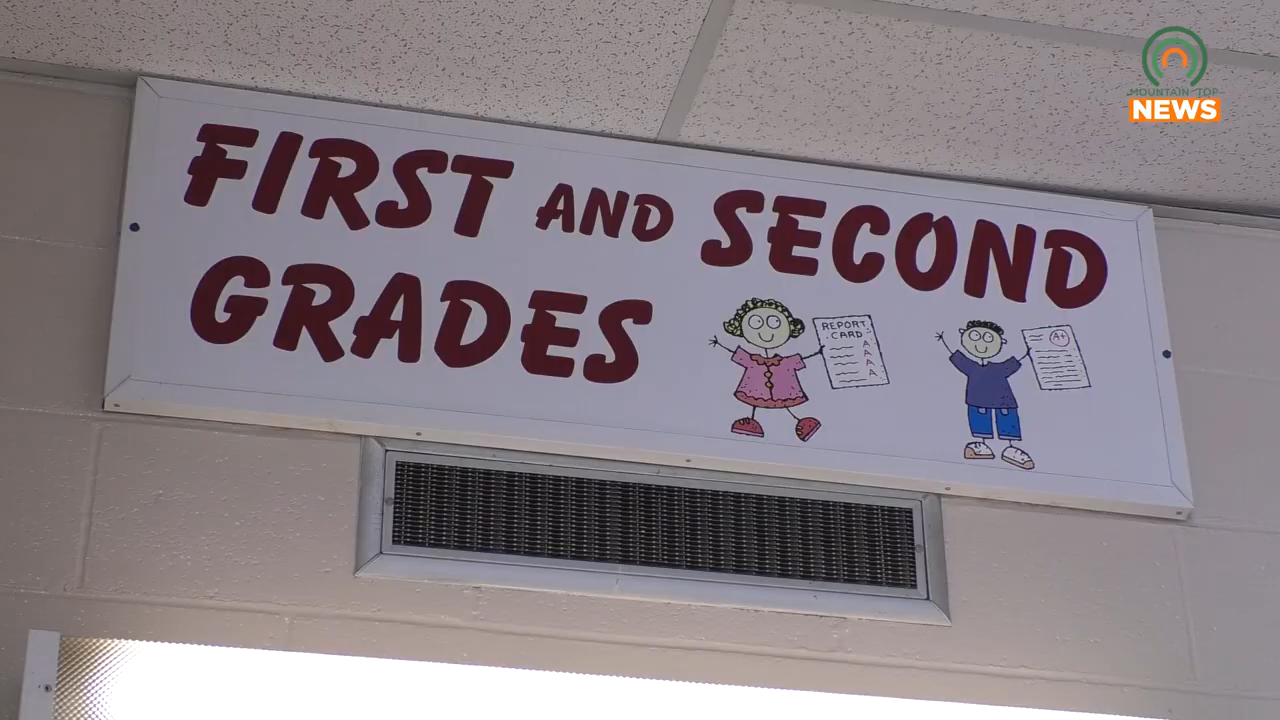 MOUNTAIN TOP
NEWS
FIRST AND SECOND
GRADES
REPORT
CARD
A
A
A
A
A+